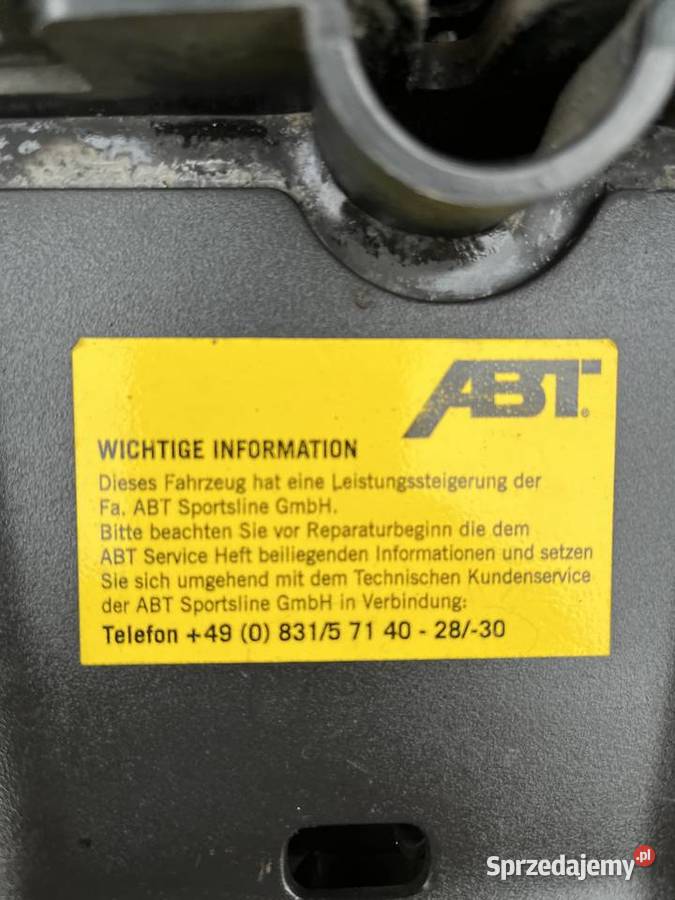 ABT®
WICHTIGE INFORMATION
Dieses Fahrzeug hat eine Leistungssteigerung der
Fa. ABT Sportsline GmbH.
Bitte beachten Sie vor Reparaturbeginn die dem
ABT Service Heft beiliegenden Informationen und setzen
Sie sich umgehend mit dem Technischen Kundenservice
der ABT Sportsline GmbH in Verbindung:
Telefon +49 (0) 831/5 71 40 - 28/-30
Sprzedajemy.pl